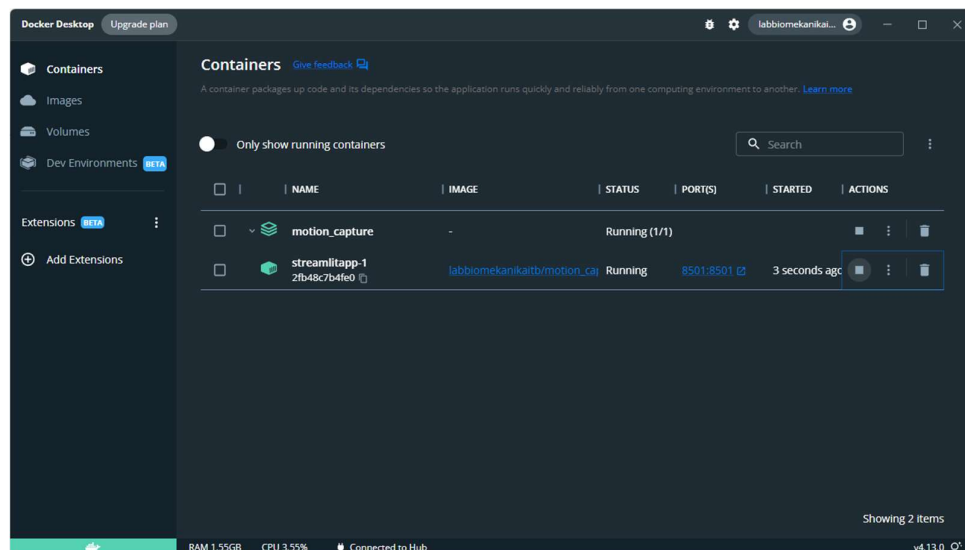 Docker Desktop Upgrade plan labbiomekanikai...
Containers
Images
Volumes
Dev Environments BETA
Extensions BETA
Add Extensions
Containers Give feedback
A container packages up code and its dependencies so the application runs quickly and reliably from one computing environment to another. Learn more
Only show running containers Search
NAME IMAGE STATUS PORT(S) STARTED ACTIONS
motion_capture - Running (1/1)
streamlitapp-1
2fb48c7b4fe0 labbiomekanikaitb/motion_cap Running 8501:8501 3 seconds ago
Showing 2 items
RAM 1.55GB CPU 3.55% Connected to Hub v4.13.0